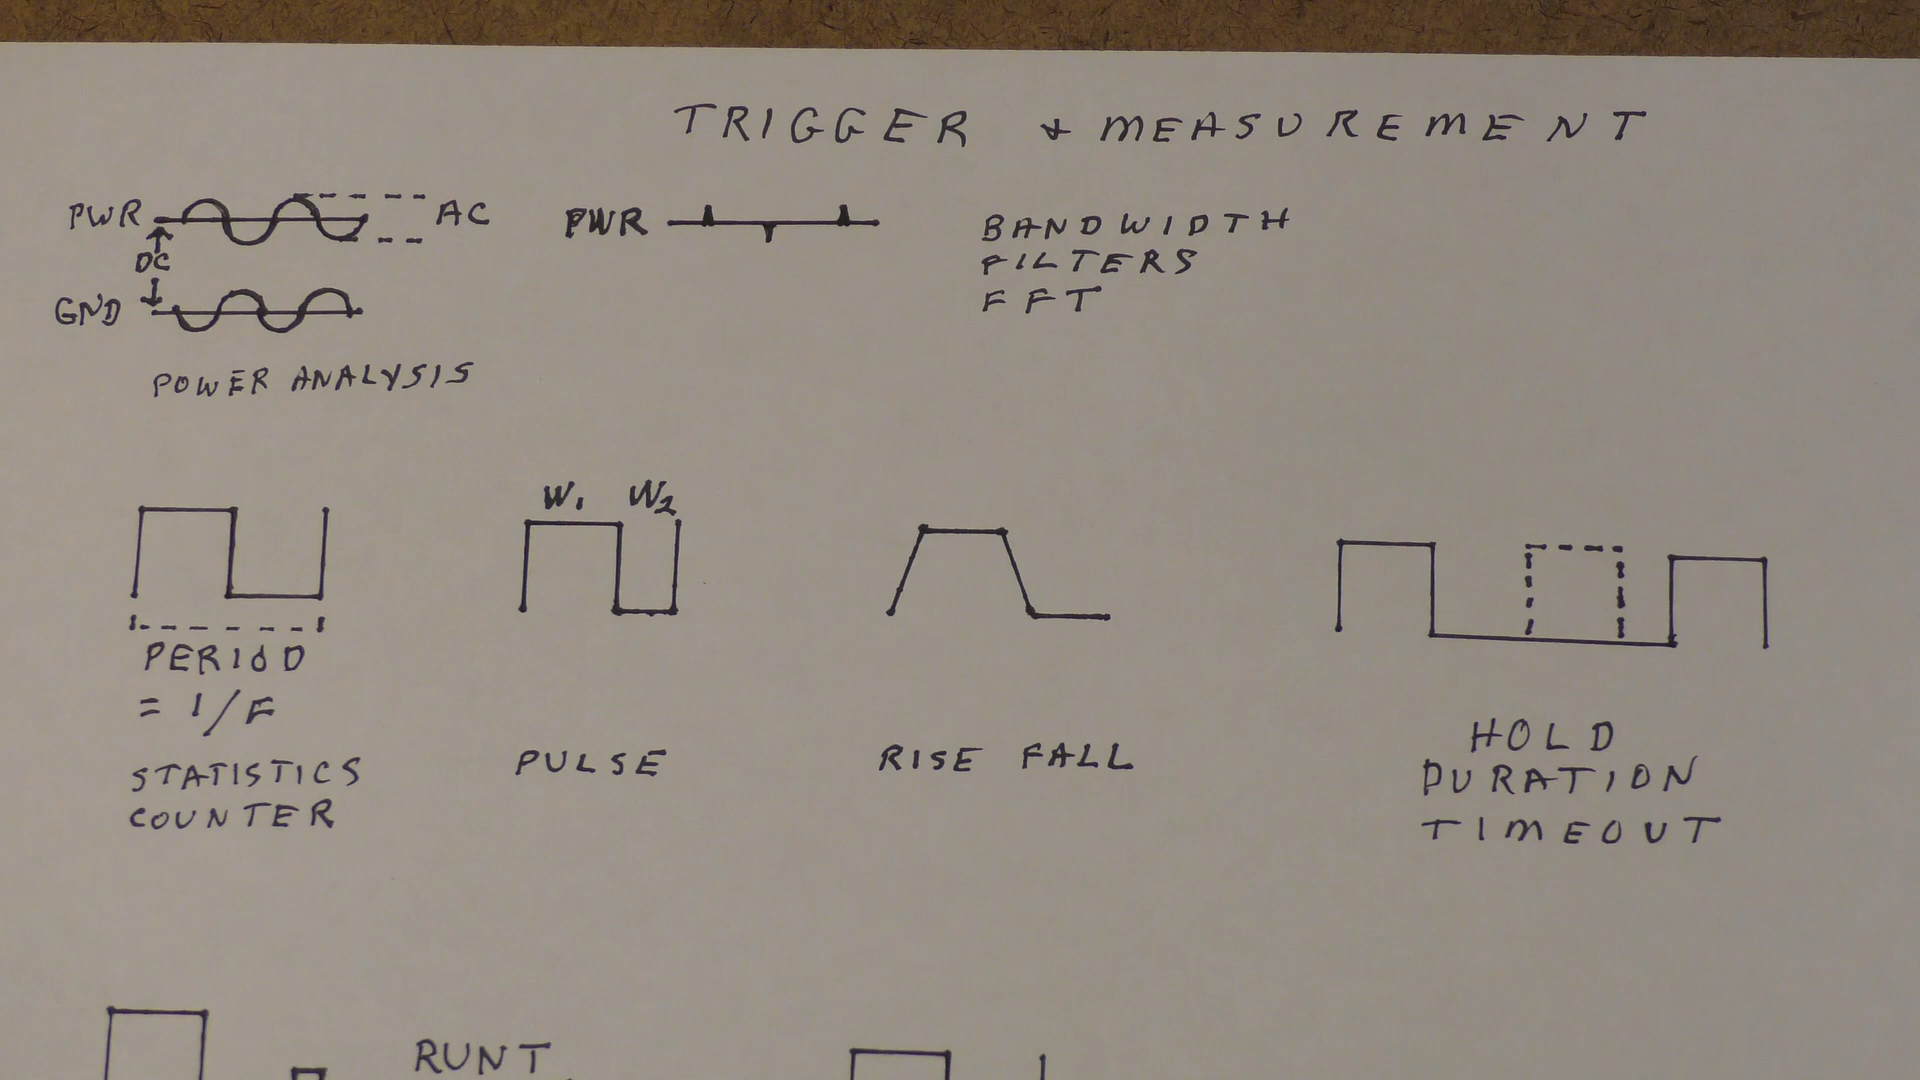 TRIGGER & MEASUREMENT
PWR AC
DC
GND
POWER ANALYSIS
PWR
BANDWIDTH
FILTERS
FFT
PERIOD
= 1/F
STATISTICS
COUNTER
W1 W2
PULSE
RISE FALL
HOLD
DURATION
TIMEOUT
RUNT